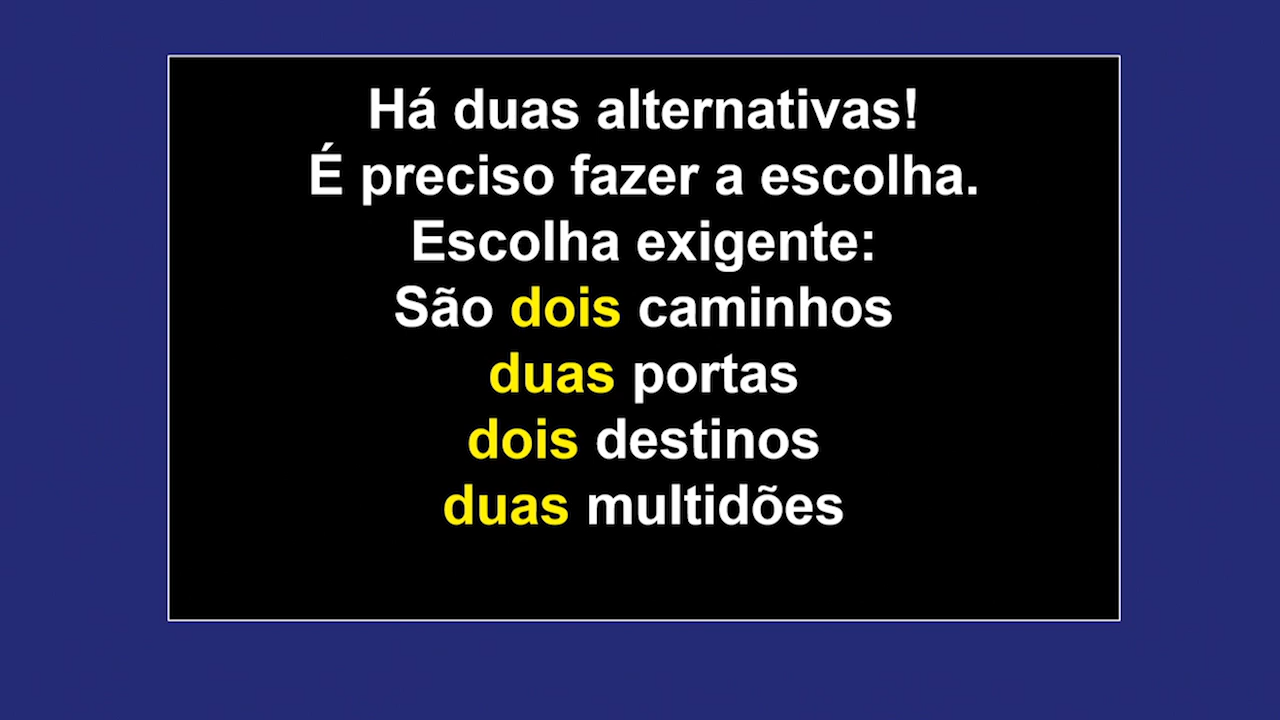 Há duas alternativas!
É preciso fazer a escolha.
Escolha exigente:
São dois caminhos
duas portas
dois destinos
duas multidões